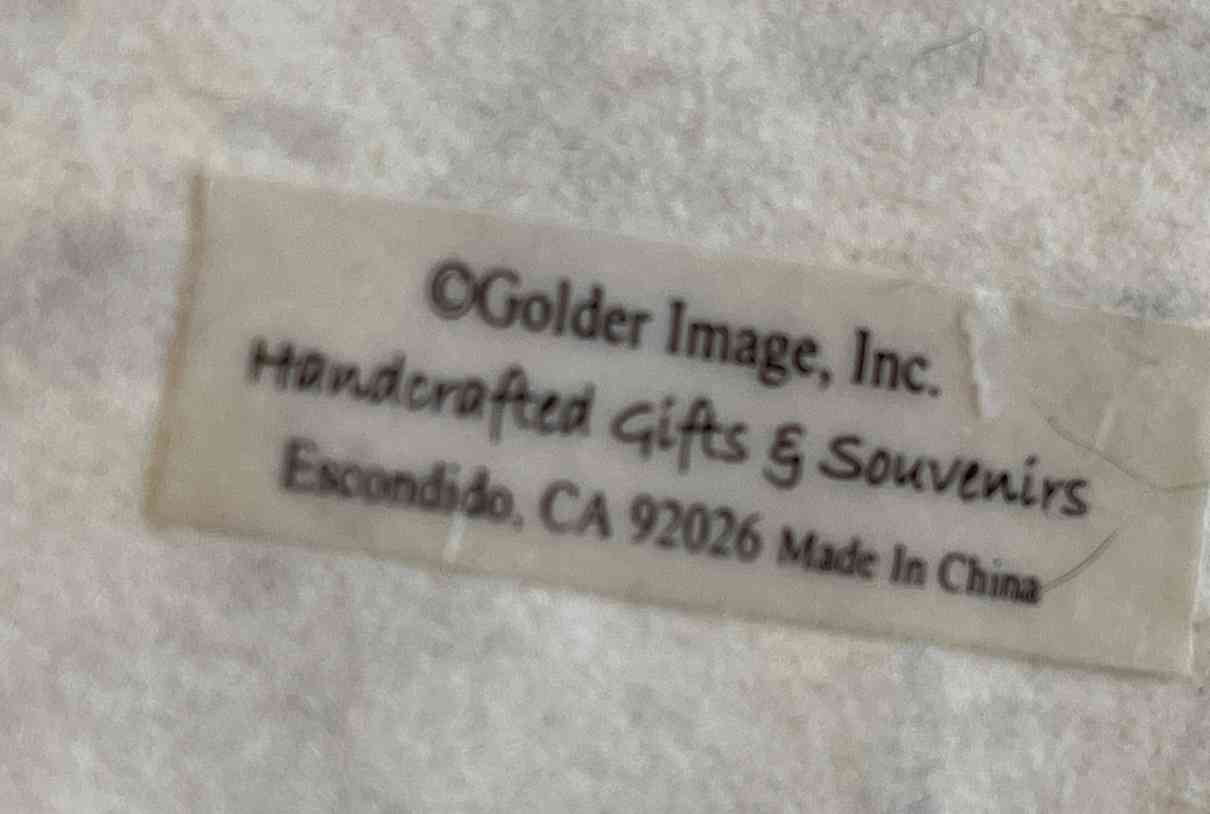 ©Golder Image, Inc.
Handcrafted Gifts & Souvenirs
Escondido, CA 92026 Made In China